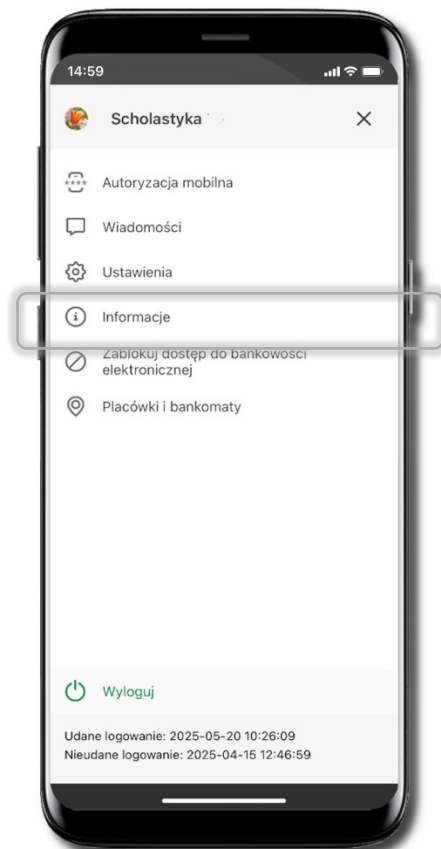 14:59
Scholastyka
Autoryzacja mobilna
Wiadomości
Ustawienia
Informacje
Zablokuj dostęp do bankowości
elektronicznej
Placówki i bankomaty
Wyloguj
Udane logowanie: 2025-05-20 10:26:09
Nieudane logowanie: 2025-04-15 12:46:59